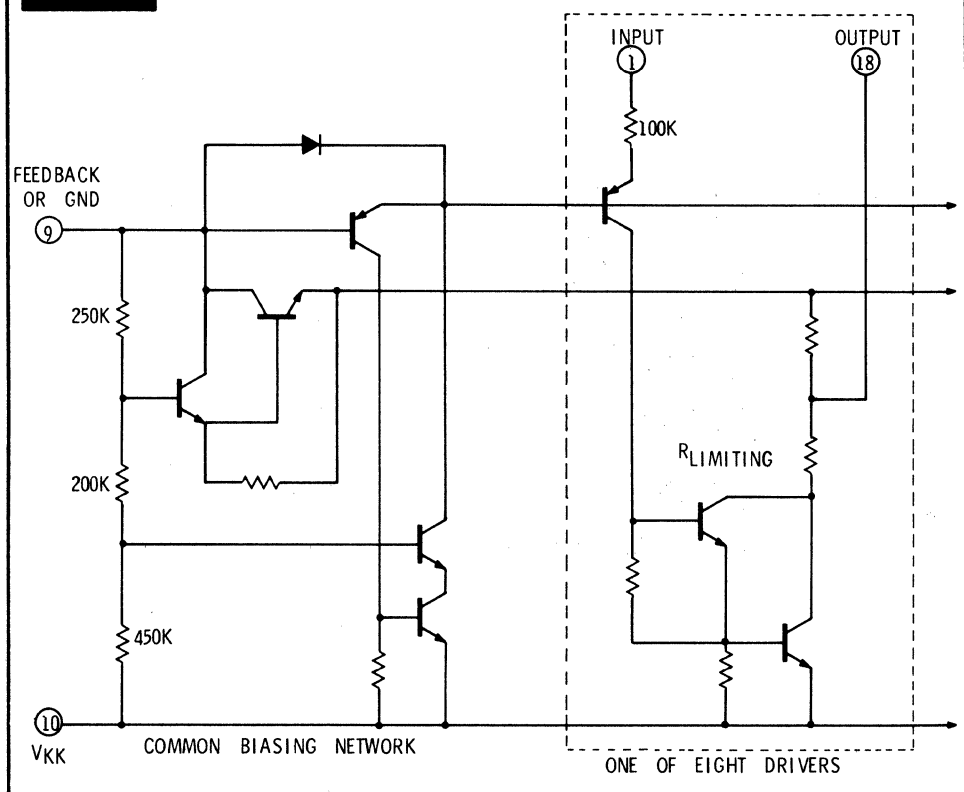 INPUT
1
OUTPUT
18
100K
FEEDBACK
OR GND
9
250K
200K
RLIMITING
450K
10
VKK
COMMON BIASING NETWORK
ONE OF EIGHT DRIVERS